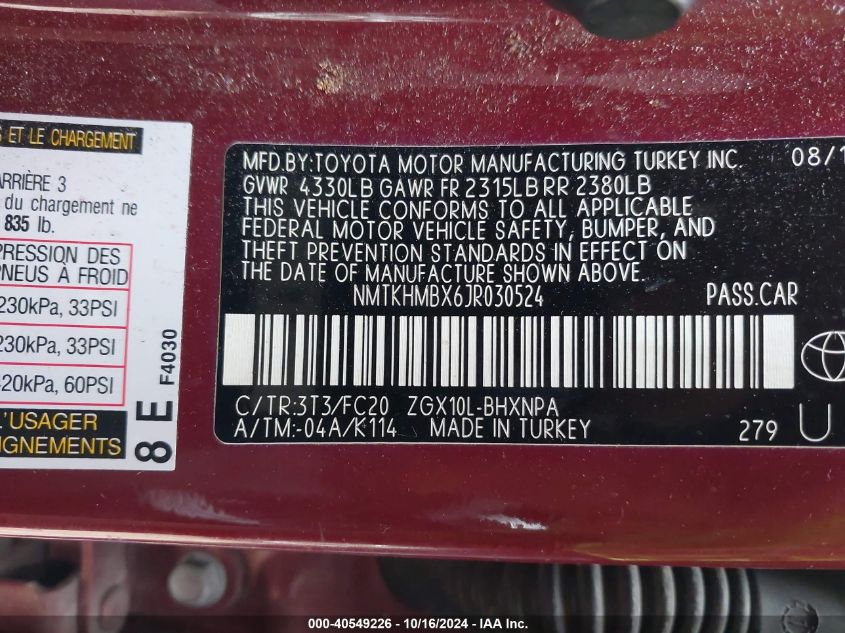 S ET LE CHARGEMENT
ARRIÈRE 3
du chargement ne
835 lb.
PRESSION DES
PNEUS À FROID
230kPa, 33PSI
230kPa, 33PSI
420kPa, 60PSI
L'USAGER
8 E
F4030
MFD.BY:TOYOTA MOTOR MANUFACTURING TURKEY INC. 08/1
GVWR 4330LB GAWR FR 2315LB RR 2380LB
THIS VEHICLE CONFORMS TO ALL APPLICABLE
FEDERAL MOTOR VEHICLE SAFETY, BUMPER, AND
THEFT PREVENTION STANDARDS IN EFFECT ON
THE DATE OF MANUFACTURE SHOWN ABOVE.
NMTKHMBX6JR030524 PASS.CAR
C/TR:3T3/FC20 ZGX10L-BHXNPA
A/TM:-04A/K114 MADE IN TURKEY 279 U
000-40549226 - 10/16/2024 - IAA Inc.